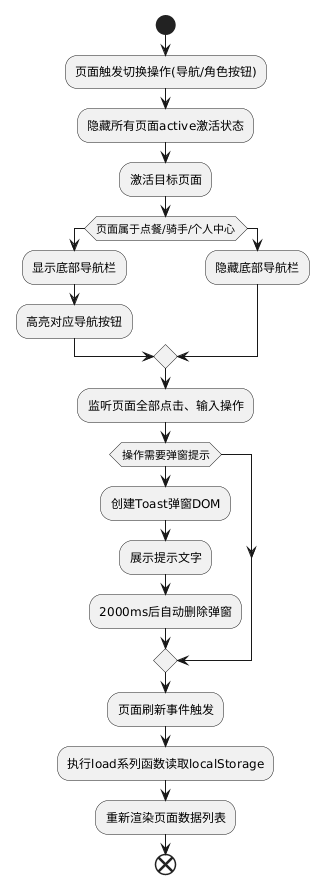 页面触发切换操作(导航/角色按钮)
隐藏所有页面active激活状态
激活目标页面
页面属于点餐/骑手/个人中心
显示底部导航栏
隐藏底部导航栏
高亮对应导航按钮
监听页面全部点击、输入操作
操作需要弹窗提示
创建Toast弹窗DOM
展示提示文字
2000ms后自动删除弹窗
页面刷新事件触发
执行load系列函数读取localStorage
重新渲染页面数据列表